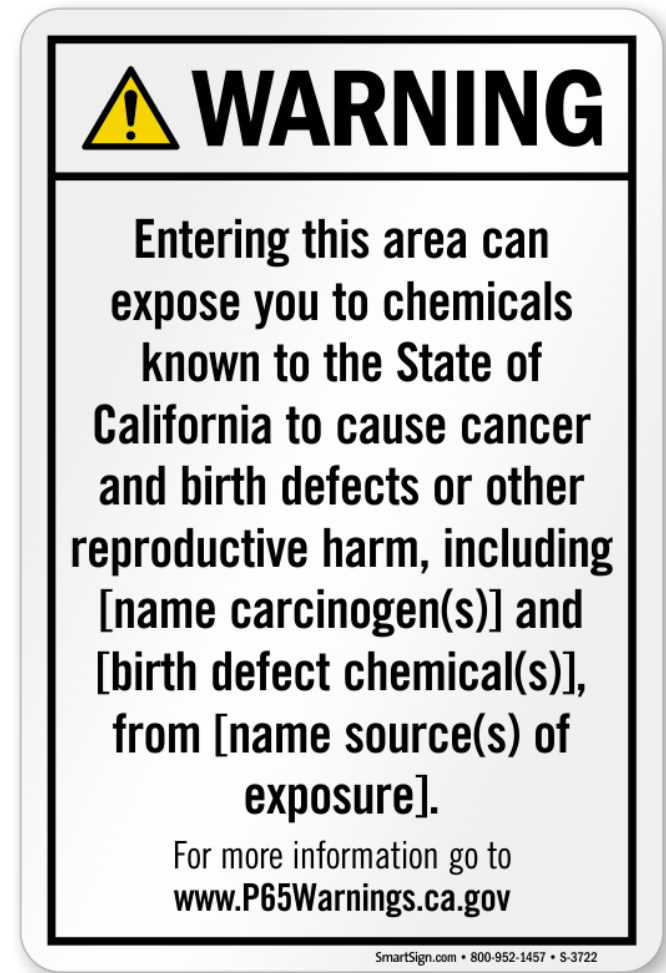 WARNING
Entering this area can
expose you to chemicals
known to the State of
California to cause cancer
and birth defects or other
reproductive harm, including
[name carcinogen(s)] and
[birth defect chemical(s)],
from [name source(s) of
exposure].
For more information go to
www.P65Warnings.ca.gov
SmartSign.com • 800-952-1457 • S-3722